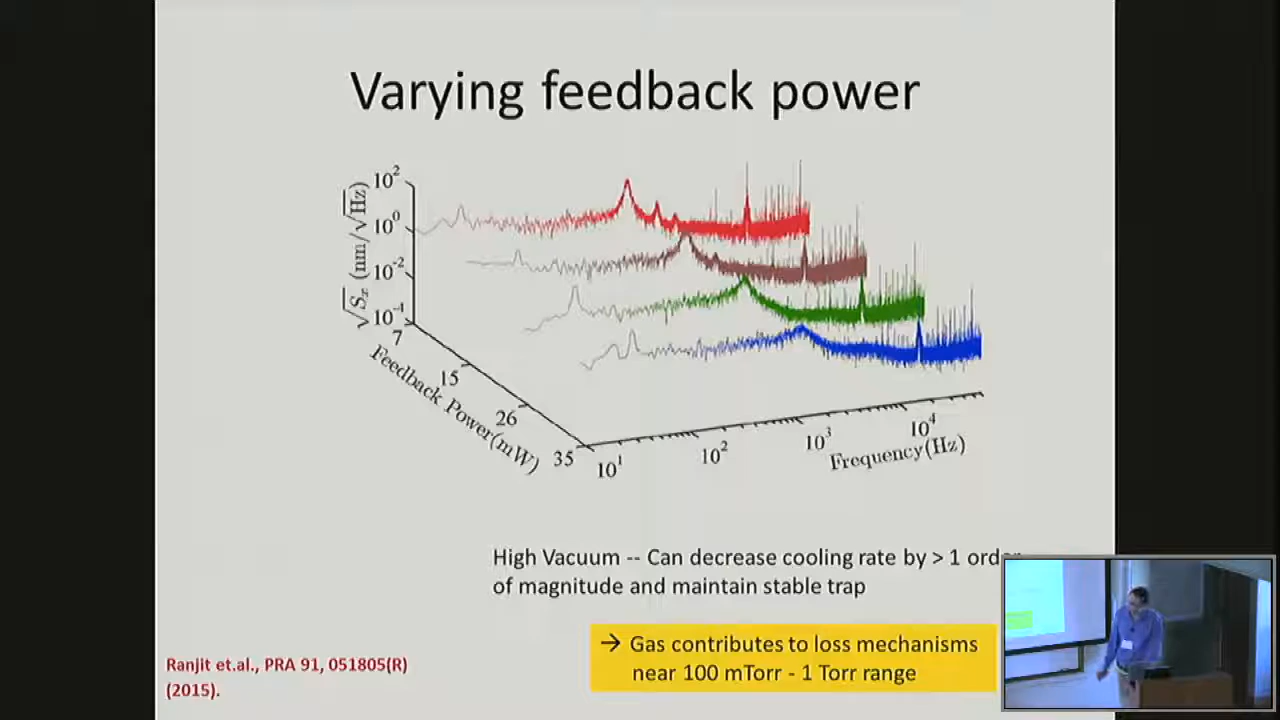 Varying feedback power
10²
10⁰
10⁻²
10⁻⁴
√Sₓ (nm/√Hz)
7
15
26
35
Feedback Power(mW)
10¹
10²
10³
10⁴
Frequency(Hz)
High Vacuum -- Can decrease cooling rate by > 1
of magnitude and maintain stable trap
→ Gas contributes to loss mechanisms
near 100 mTorr - 1 Torr range
Ranjit et.al., PRA 91, 051805(R)
(2015).